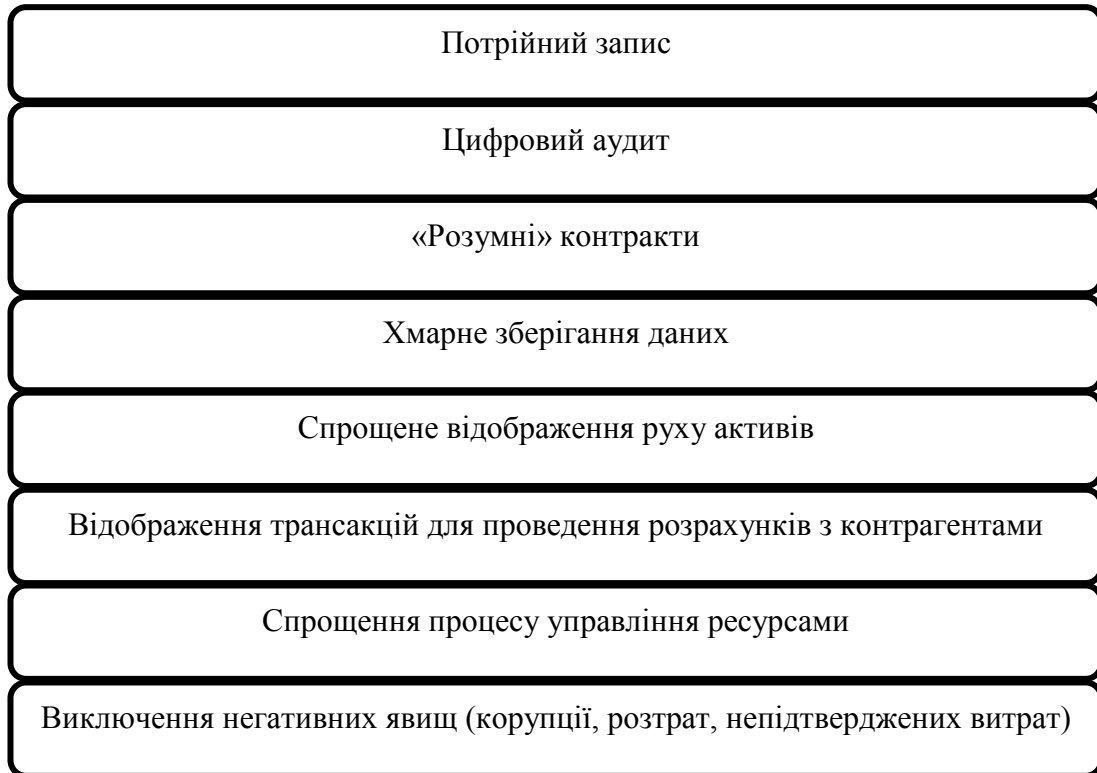 Потрійний запис
Цифровий аудит
«Розумні» контракти
Хмарне зберігання даних
Спрощене відображення руху активів
Відображення трансакцій для проведення розрахунків з контрагентами
Спрощення процесу управління ресурсами
Виключення негативних явищ (корупції, розтрат, непідтверджених витрат)